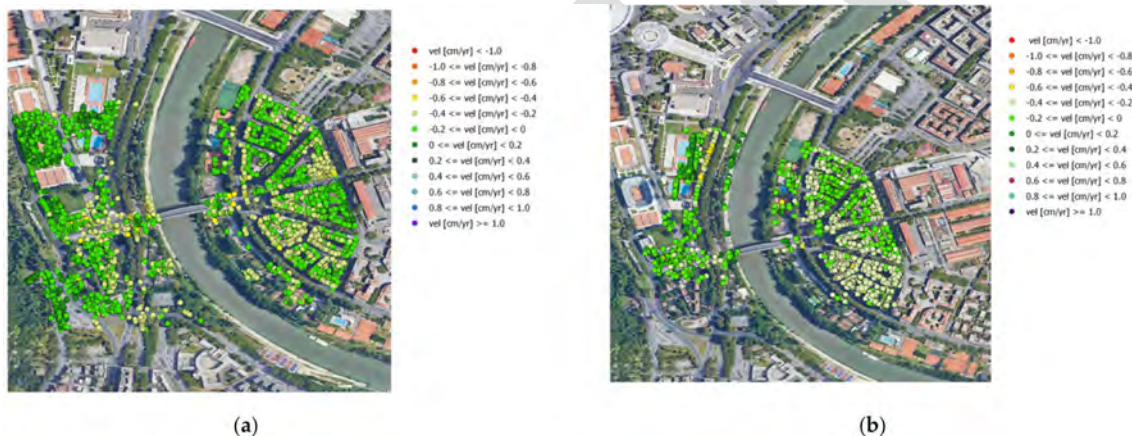 vel [cm/yr] < -1.0
-1.0 <= vel [cm/yr] < -0.8
-0.8 <= vel [cm/yr] < -0.6
-0.6 <= vel [cm/yr] < -0.4
-0.4 <= vel [cm/yr] < -0.2
-0.2 <= vel [cm/yr] < 0
0 <= vel [cm/yr] < 0.2
0.2 <= vel [cm/yr] < 0.4
0.4 <= vel [cm/yr] < 0.6
0.6 <= vel [cm/yr] < 0.8
0.8 <= vel [cm/yr] < 1.0
vel [cm/yr] >= 1.0
(a)
vel [cm/yr] < -1.0
-1.0 <= vel [cm/yr] < -0.8
-0.8 <= vel [cm/yr] < -0.6
-0.6 <= vel [cm/yr] < -0.4
-0.4 <= vel [cm/yr] < -0.2
-0.2 <= vel [cm/yr] < 0
0 <= vel [cm/yr] < 0.2
0.2 <= vel [cm/yr] < 0.4
0.4 <= vel [cm/yr] < 0.6
0.6 <= vel [cm/yr] < 0.8
0.8 <= vel [cm/yr] < 1.0
vel [cm/yr] >= 1.0
(b)